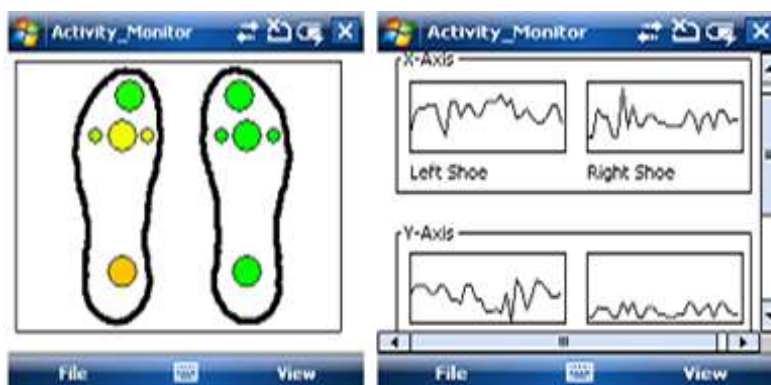 Activity_Monitor
File
View
Activity_Monitor
X-Axis
Left Shoe
Right Shoe
Y-Axis
File
View